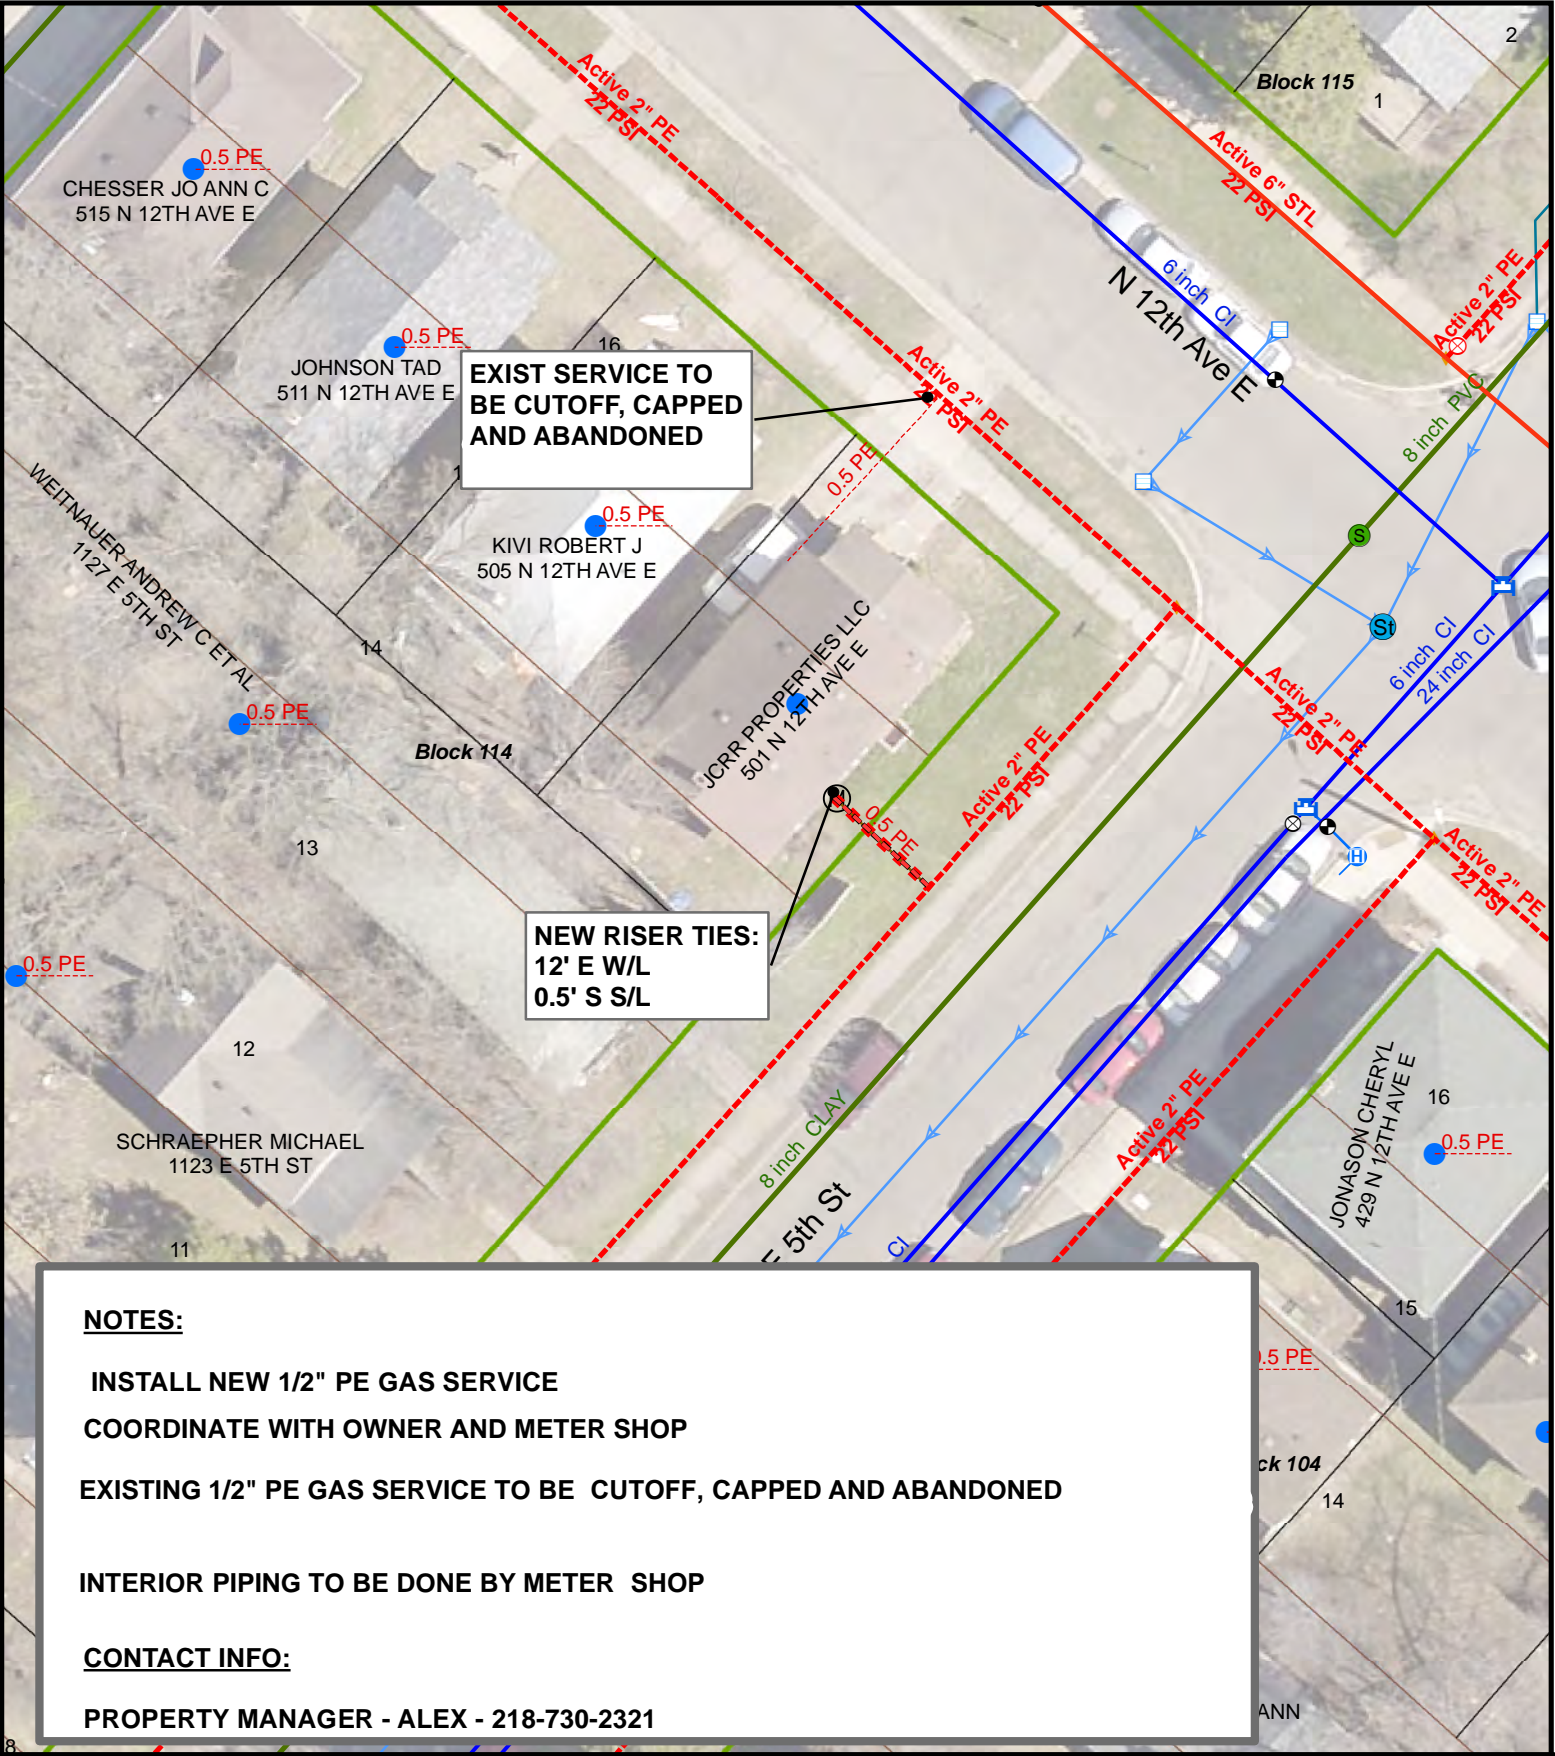 2
Block 115
1
Active 2" PE
22 PSI
Active 6" STL
22 PSI
0.5 PE
CHESSER JO ANN C
515 N 12TH AVE E
6 inch CI
N 12th Ave E
Active 2" PE
22 PSI
0.5 PE
JOHNSON TAD
511 N 12TH AVE E
16
EXIST SERVICE TO
BE CUTOFF, CAPPED
AND ABANDONED
Active 2" PE
22 PSI
8 inch PVC
0.5 PE
0.5 PE
KIVI ROBERT J
505 N 12TH AVE E
S
WEITNAUER ANDREW C ET AL
1127 E 5TH ST
14
St
6 inch CI
24 inch CI
JCRR PROPERTIES LLC
501 N 12TH AVE E
0.5 PE
Block 114
Active 2" PE
22 PSI
Active 2" PE
22 PSI
13
0.5 PE
H
Active 2" PE
22 PSI
NEW RISER TIES:
12' E W/L
0.5' S S/L
0.5 PE
12
SCHRAEPHER MICHAEL
1123 E 5TH ST
8 inch CLAY
Active 2" PE
22 PSI
JONASON CHERYL
429 N 12TH AVE E
16
0.5 PE
E 5th St
CI
11
15
NOTES:
INSTALL NEW 1/2" PE GAS SERVICE
COORDINATE WITH OWNER AND METER SHOP
EXISTING 1/2" PE GAS SERVICE TO BE CUTOFF, CAPPED AND ABANDONED
INTERIOR PIPING TO BE DONE BY METER SHOP
CONTACT INFO:
PROPERTY MANAGER - ALEX - 218-730-2321
.5 PE
ck 104
14
ANN
8